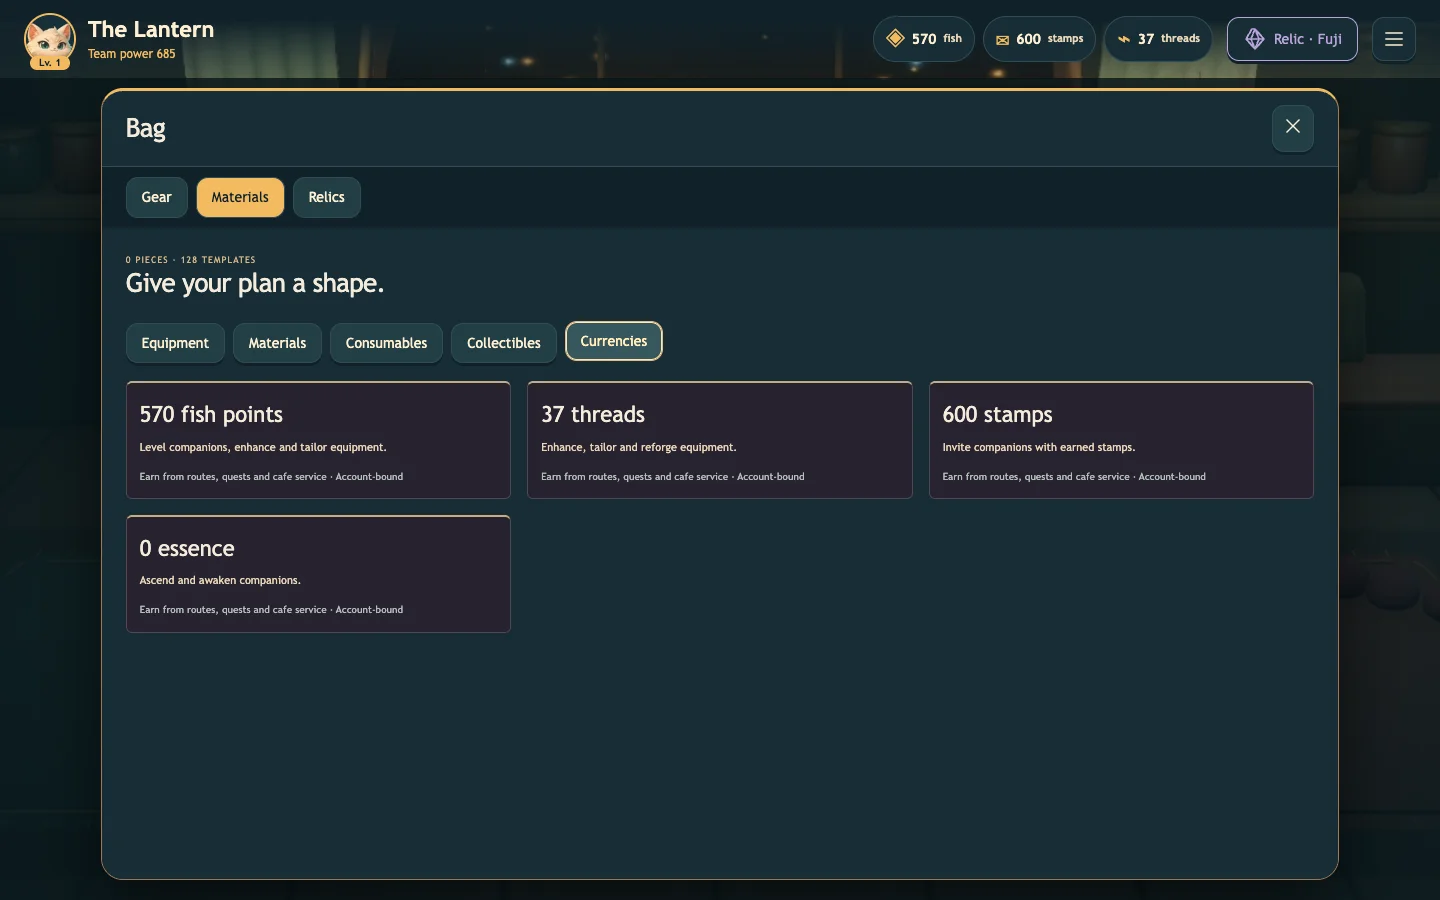 The Lantern
Team power 685
Lv. 1
570 fish
600 stamps
37 threads
Relic · Fuji
Bag
Gear
Materials
Relics
0 PIECES · 128 TEMPLATES
Give your plan a shape.
Equipment
Materials
Consumables
Collectibles
Currencies
570 fish points
Level companions, enhance and tailor equipment.
Earn from routes, quests and cafe service · Account-bound
37 threads
Enhance, tailor and reforge equipment.
Earn from routes, quests and cafe service · Account-bound
600 stamps
Invite companions with earned stamps.
Earn from routes, quests and cafe service · Account-bound
0 essence
Ascend and awaken companions.
Earn from routes, quests and cafe service · Account-bound